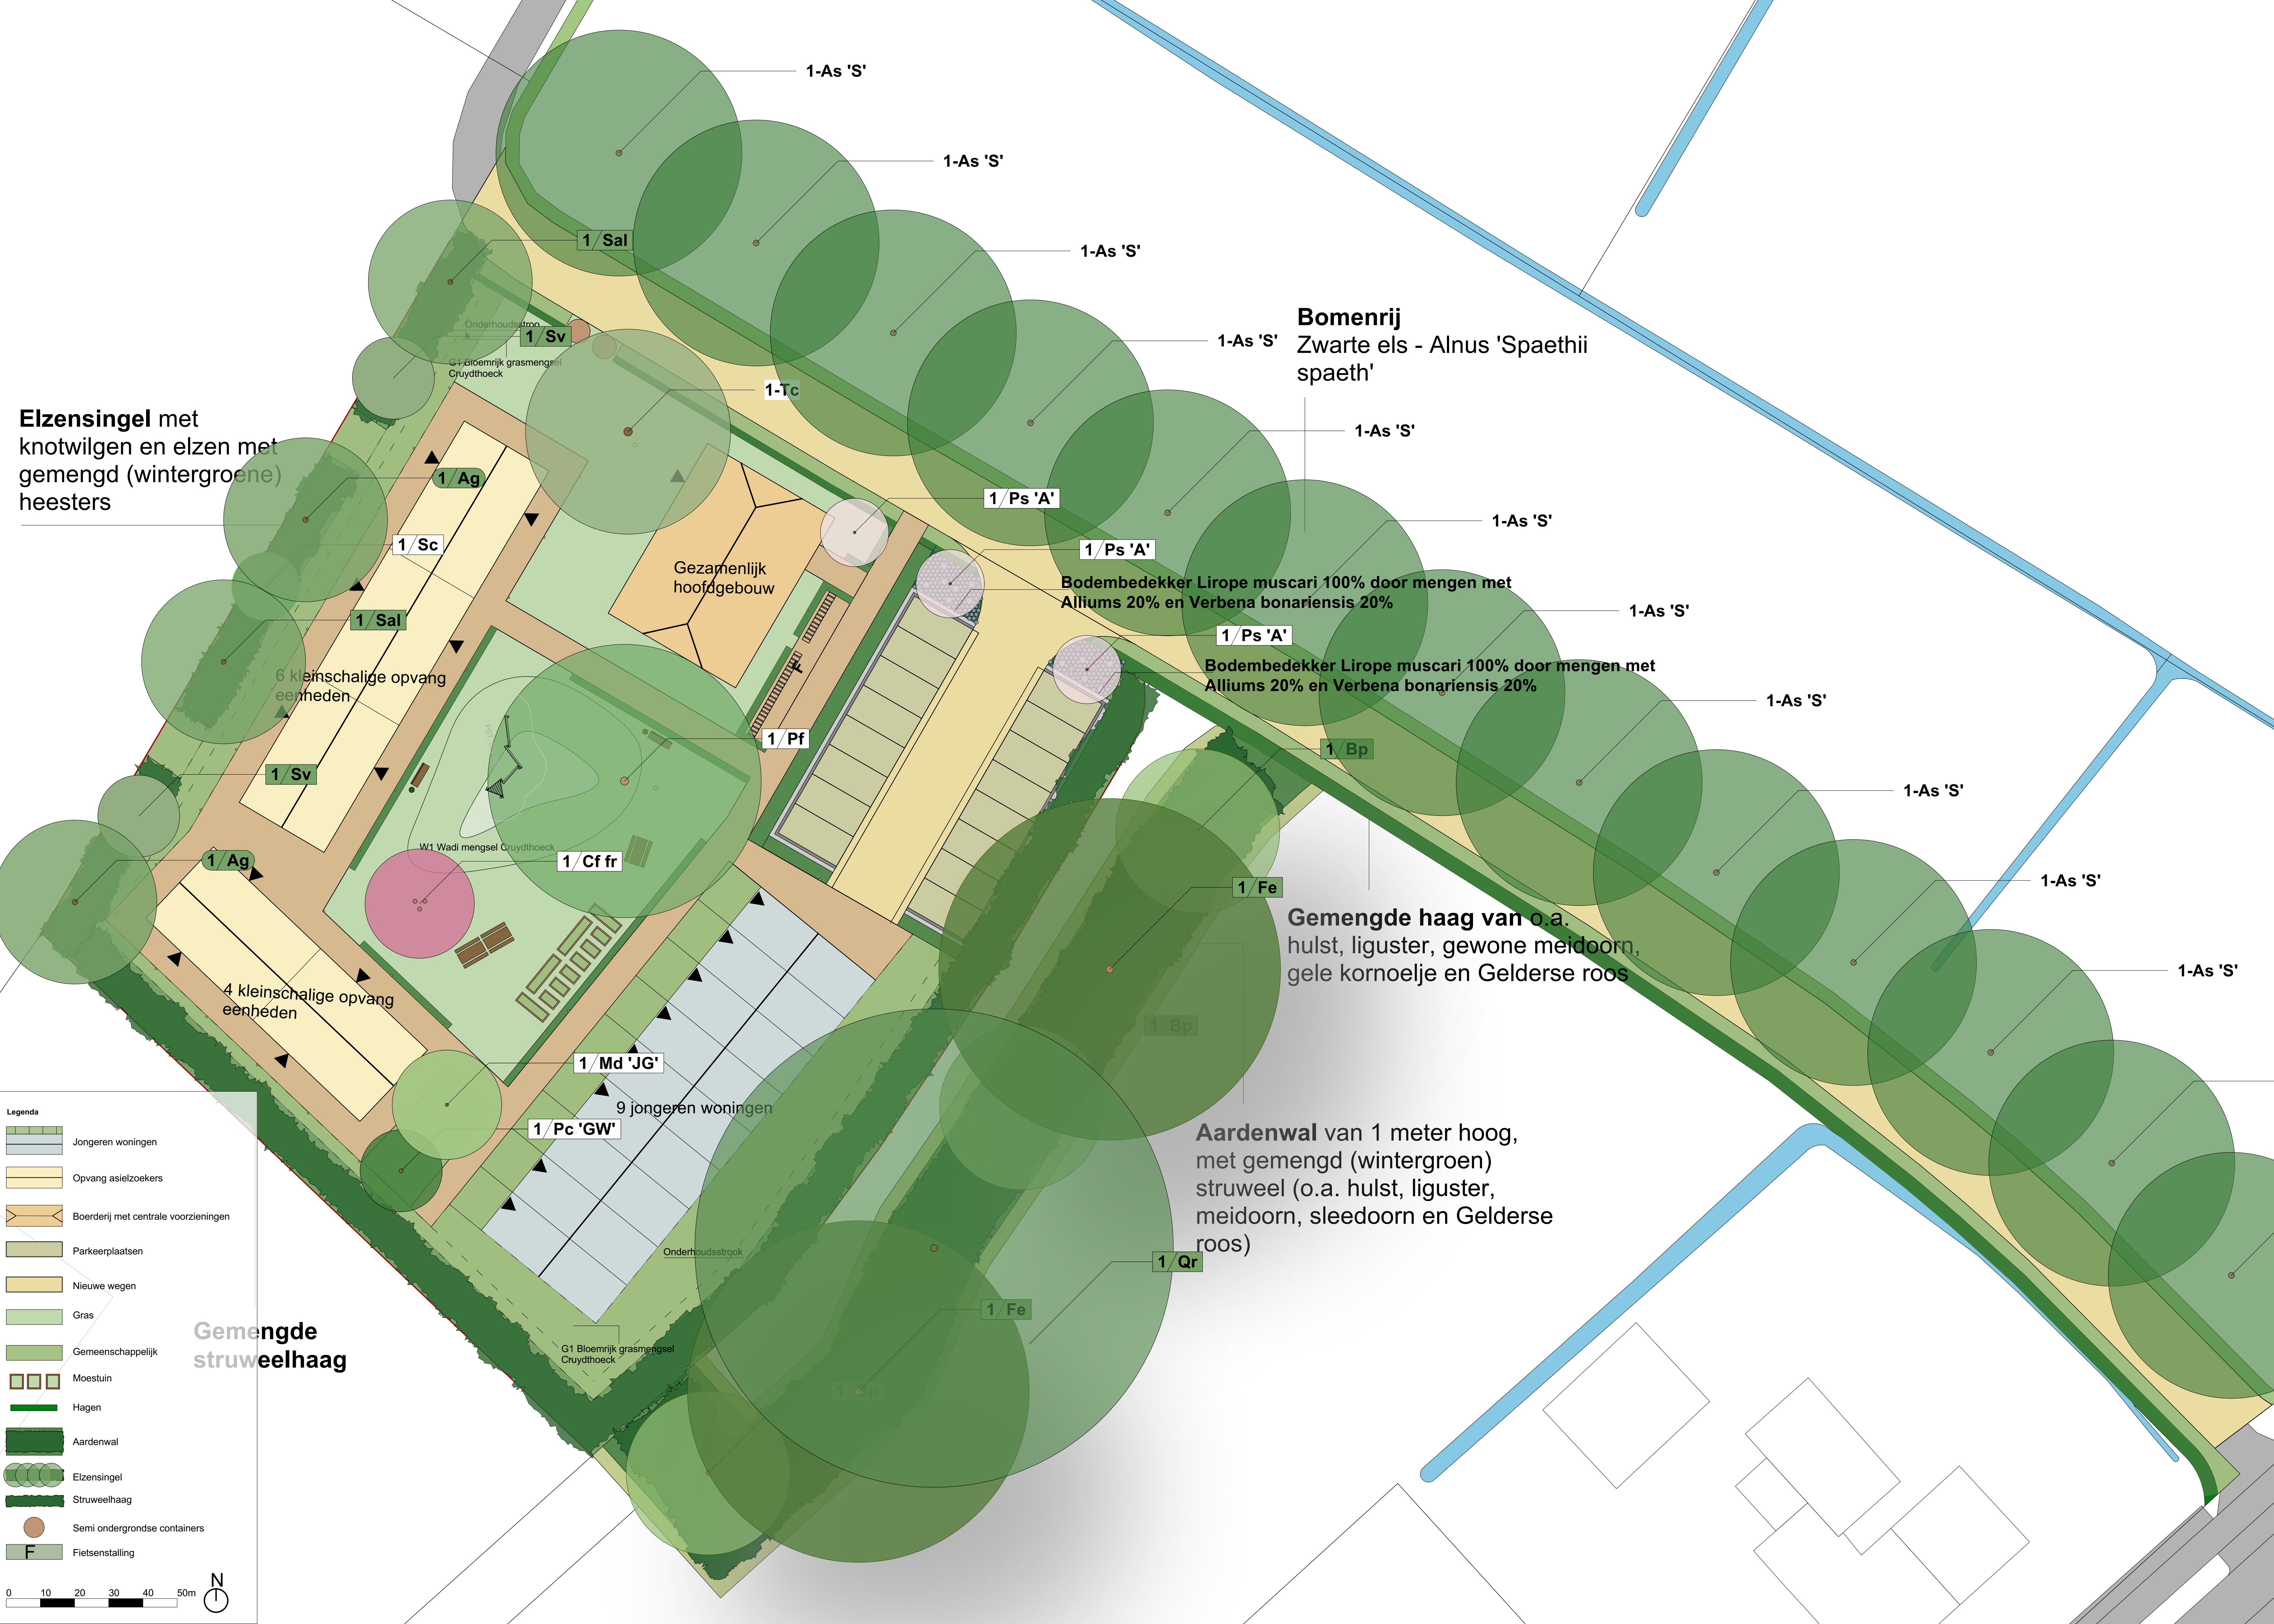 1-As 'S'
1-As 'S'
1-As 'S'
1-As 'S'
1-As 'S'
1-As 'S'
1-As 'S'
1-As 'S'
1-As 'S'
1-As 'S'
1-As 'S'
1/Sal
1/Sv
G1 Bloemrijk grasmengsel
Cruydthoeck
1-Tc
Bomenrij
Zwarte els - Alnus 'Spaethii
spaeth'
Elzensingel met
knotwilgen en elzen met
gemengd (wintergroene)
heesters
1/Ag
1/Sc
1/Sal
1/Ps 'A'
1/Ps 'A'
Bodembedekker Lirope muscari 100% door mengen met
Alliums 20% en Verbena bonariensis 20%
1/Ps 'A'
Bodembedekker Lirope muscari 100% door mengen met
Alliums 20% en Verbena bonariensis 20%
Gezamenlijk
hoofdgebouw
F
6 kleinschalige opvang
eenheden
1/Pf
1/Bp
1/Sv
W1 Wadi mengsel Cruydthoeck
1/Cf fr
1/Ag
1/Fe
Gemengde haag van o.a.
hulst, liguster, gewone meidoorn,
gele kornoelje en Gelderse roos
4 kleinschalige opvang
eenheden
1/Bp
1/Md 'JG'
9 jongeren woningen
1/Pc 'GW'
Aardenwal van 1 meter hoog,
met gemengd (wintergroen)
struweel (o.a. hulst, liguster,
meidoorn, sleedoorn en Gelderse
roos)
Onderhoudsstrook
1/Qr
1/Fe
G1 Bloemrijk grasmengsel
Cruydthoeck
Gemengde
struweelhaag
Legenda
Jongeren woningen
Opvang asielzoekers
Boerderij met centrale voorzieningen
Parkeerplaatsen
Nieuwe wegen
Gras
Gemeenschappelijk
Moestuin
Hagen
Aardenwal
Elzensingel
Struweelhaag
Semi ondergrondse containers
F Fietsenstalling
0 10 20 30 40 50m
N